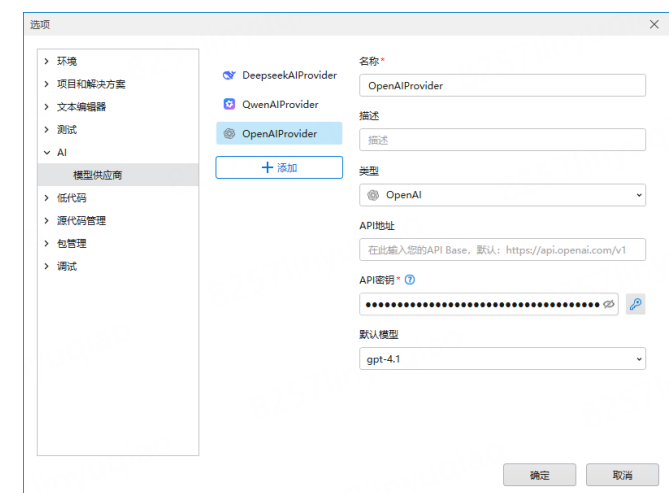 选项
环境
项目和解决方案
文本编辑器
测试
AI
模型供应商
低代码
源代码管理
包管理
调试
DeepseekAIProvider
QwenAIProvider
OpenAIProvider
添加
名称*
OpenAIProvider
描述
描述
类型
OpenAI
API地址
在此输入您的API Base，默认：https://api.openai.com/v1
API密钥*
••••••••••••••••••••••••••••••••••••••
默认模型
gpt-4.1
确定
取消